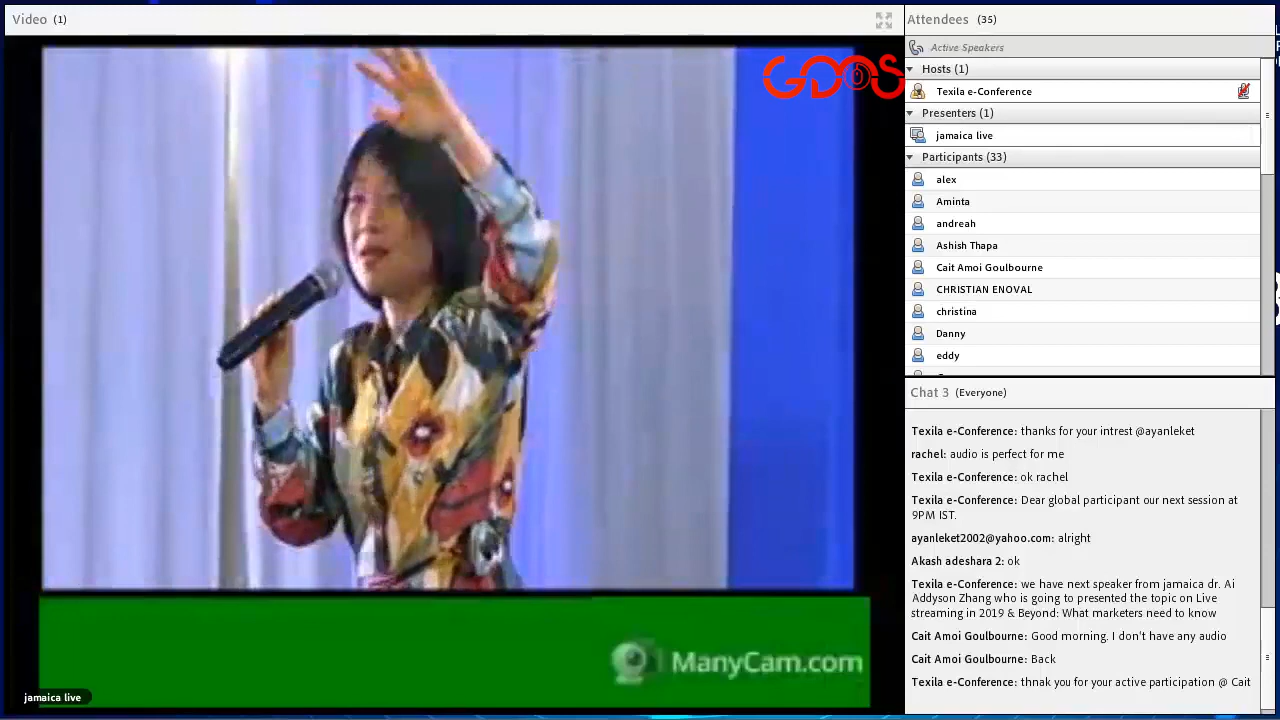 Video (1)
GDOS
ManyCam.com
jamaica live
Attendees (35)
Active Speakers
Hosts (1)
Texila e-Conference
Presenters (1)
jamaica live
Participants (33)
alex
Aminta
andreah
Ashish Thapa
Cait Amoi Goulbourne
CHRISTIAN ENOVAL
christina
Danny
eddy
Chat 3 (Everyone)
Texila e-Conference: thanks for your intrest @ayanleket
rachel: audio is perfect for me
Texila e-Conference: ok rachel
Texila e-Conference: Dear global participant our next session at
9PM IST.
ayanleket2002@yahoo.com: alright
Akash adeshara 2: ok
Texila e-Conference: we have next speaker from jamaica dr. Ai
Addyson Zhang who is going to presented the topic on Live
streaming in 2019 & Beyond: What marketers need to know
Cait Amoi Goulbourne: Good morning. I don't have any audio
Cait Amoi Goulbourne: Back
Texila e-Conference: thnak you for your active participation @ Cait